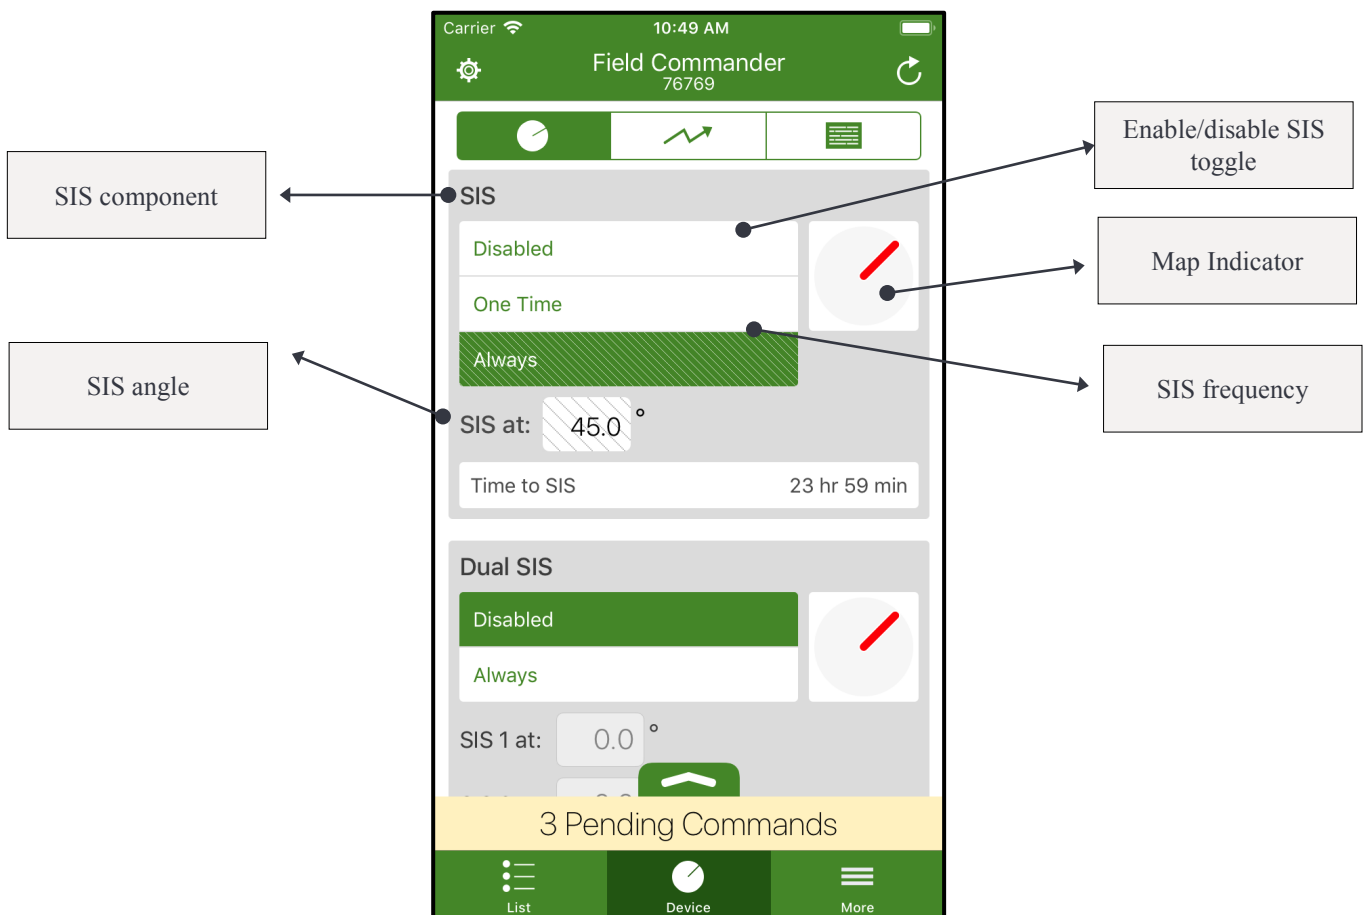 Carrier
10:49 AM
Field Commander
76769
Enable/disable SIS
toggle
SIS component
SIS
Disabled
Map Indicator
One Time
Always
SIS angle
SIS frequency
SIS at:
45.0 °
Time to SIS
23 hr 59 min
Dual SIS
Disabled
Always
SIS 1 at:
0.0 °
3 Pending Commands
List
Device
More